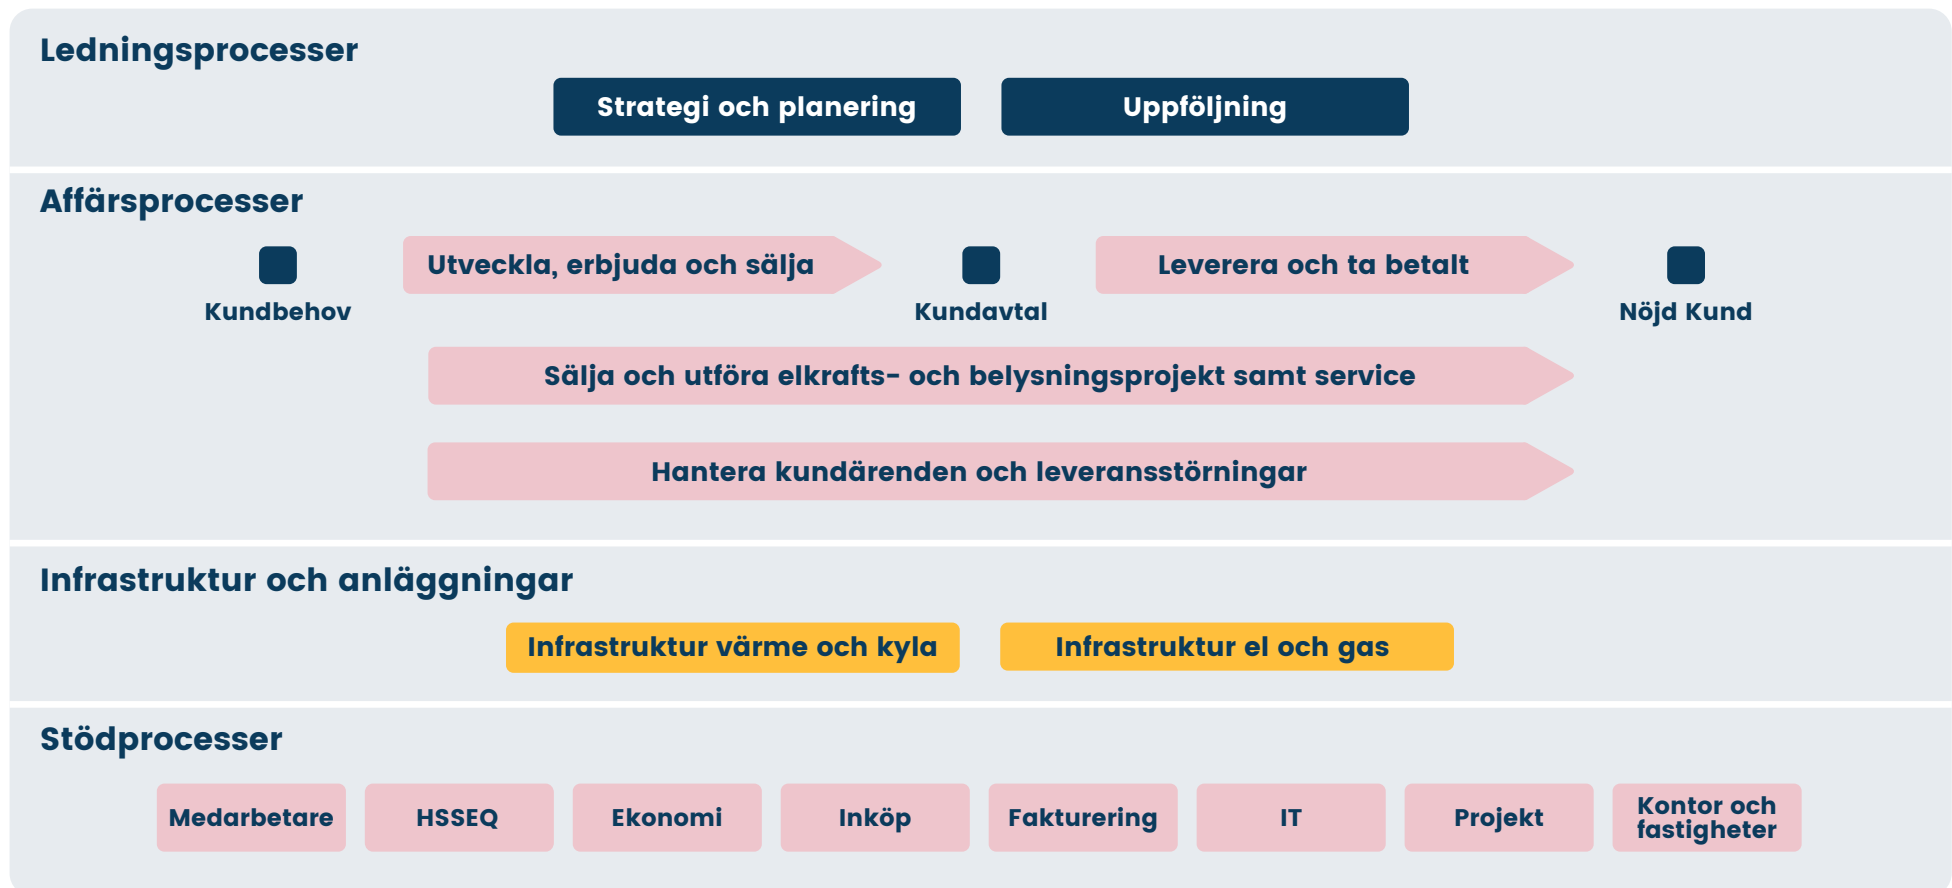 Ledningsprocesser
Strategi och planering
Uppföljning
Affärsprocesser
Utveckla, erbjuda och sälja
Leverera och ta betalt
Kundbehov
Kundavtal
Nöjd Kund
Sälja och utföra elkrafts- och belysningsprojekt samt service
Hantera kundärenden och leveransstörningar
Infrastruktur och anläggningar
Infrastruktur värme och kyla
Infrastruktur el och gas
Stödprocesser
Medarbetare
HSSEQ
Ekonomi
Inköp
Fakturering
IT
Projekt
Kontor och
fastigheter